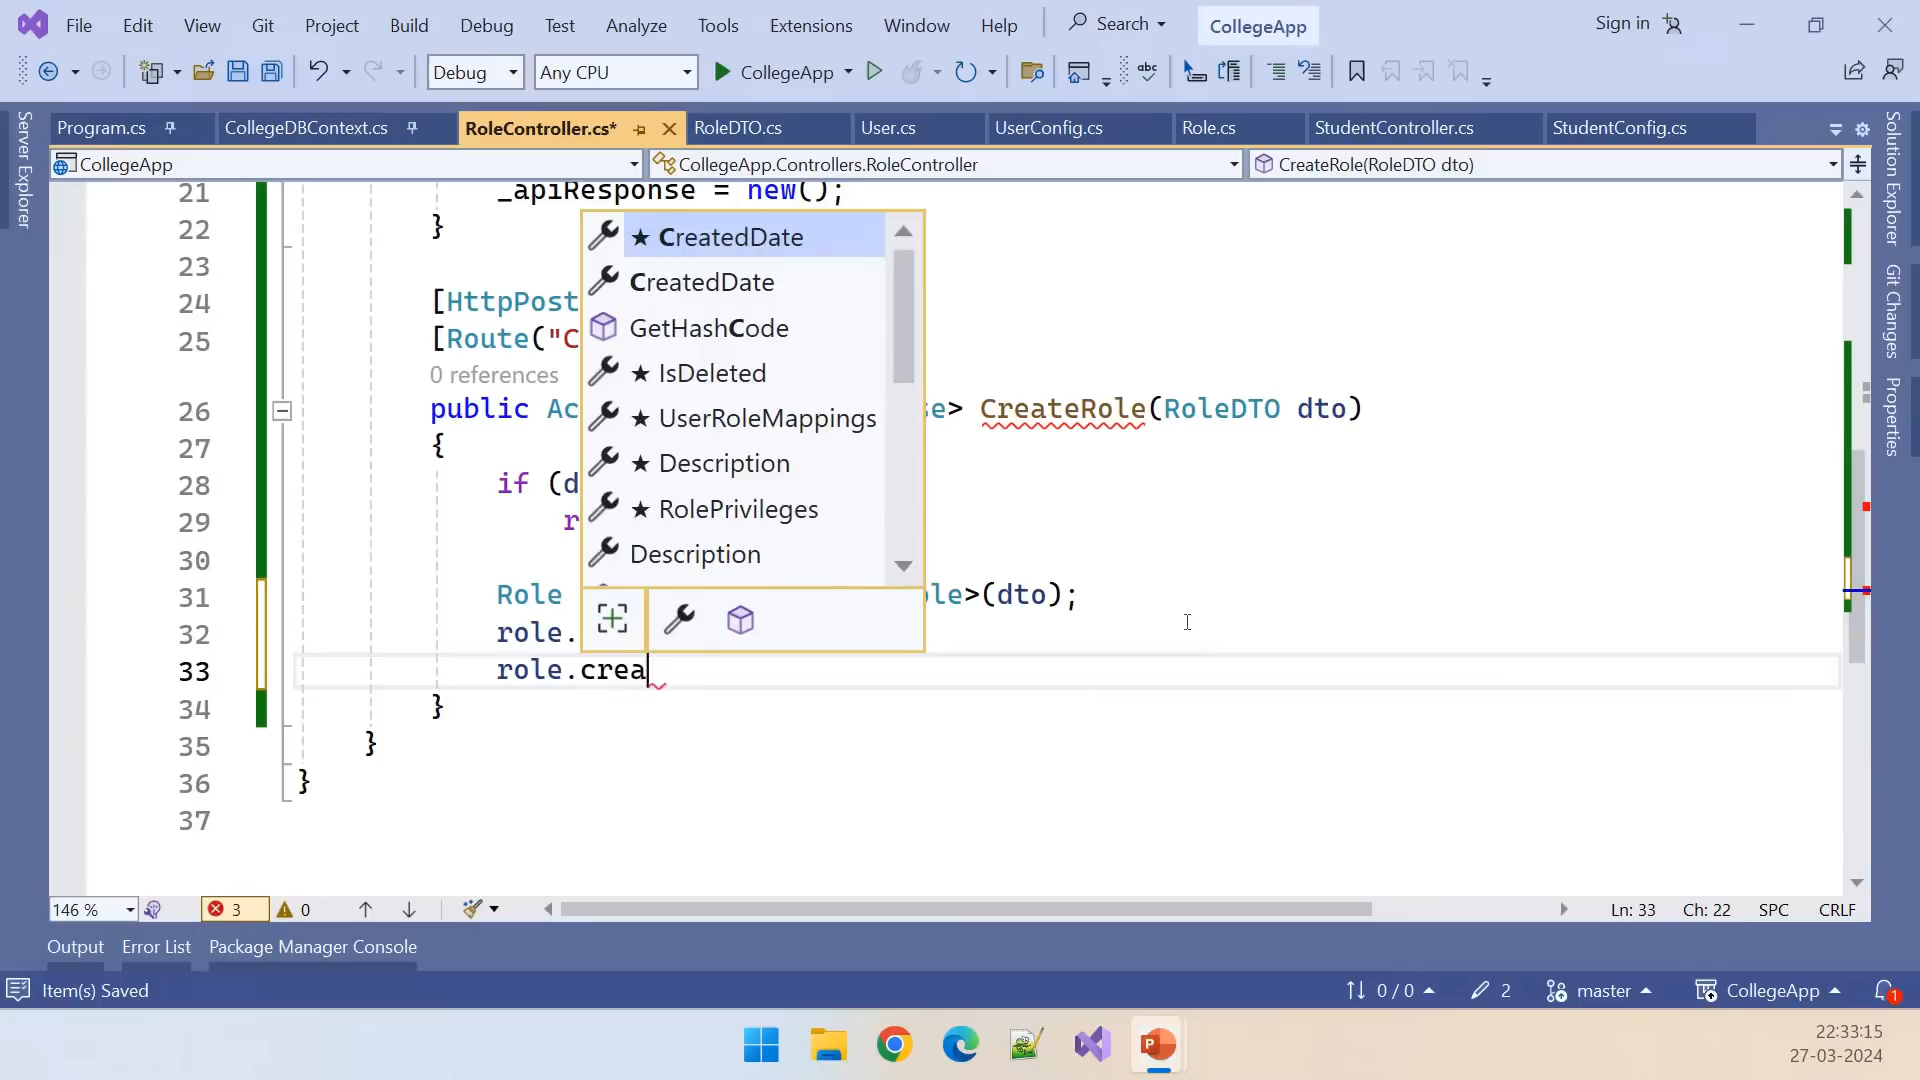 File Edit View Git Project Build Debug Test Analyze Tools Extensions Window Help Search CollegeApp Sign in
Debug Any CPU CollegeApp
Program.cs CollegeDBContext.cs RoleController.cs* RoleDTO.cs User.cs UserConfig.cs Role.cs StudentController.cs StudentConfig.cs
CollegeApp CollegeApp.Controllers.RoleController CreateRole(RoleDTO dto)
Server Explorer
Solution Explorer
Git Changes
Properties
21 _apiResponse = new();
22 }
23
24 [HttpPost
25 [Route("C
0 references
26 public Ac se> CreateRole(RoleDTO dto)
27 {
28 if (d
29 r
30
31 Role le>(dto);
32 role.
33 role.crea
34 }
35 }
36 }
37
★ CreatedDate
CreatedDate
GetHashCode
★ IsDeleted
★ UserRoleMappings
★ Description
★ RolePrivileges
Description
146 % 3 0 Ln: 33 Ch: 22 SPC CRLF
Output Error List Package Manager Console
Item(s) Saved 0 / 0 2 master CollegeApp 1
22:33:15
27-03-2024